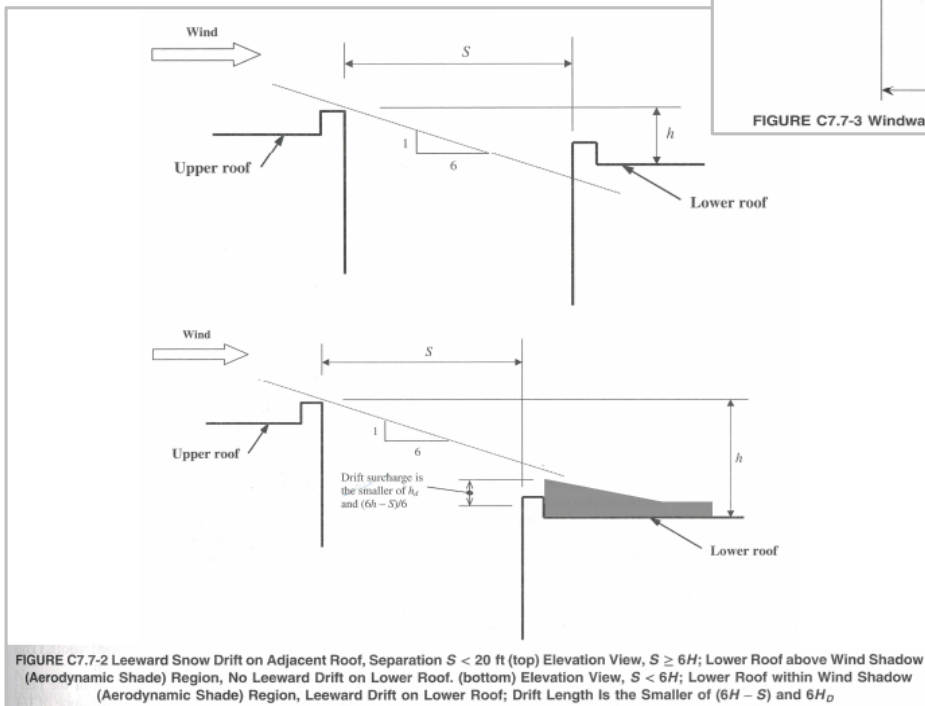 FIGURE C7.7-3 Windwa
Wind
S
h
1
6
Upper roof
Lower roof
Wind
S
h
1
6
Upper roof
Drift surcharge is
the smaller of h_d
and (6h – S)/6
Lower roof
FIGURE C7.7-2 Leeward Snow Drift on Adjacent Roof, Separation S < 20 ft (top) Elevation View, S ≥ 6H; Lower Roof above Wind Shadow
(Aerodynamic Shade) Region, No Leeward Drift on Lower Roof. (bottom) Elevation View, S < 6H; Lower Roof within Wind Shadow
(Aerodynamic Shade) Region, Leeward Drift on Lower Roof; Drift Length Is the Smaller of (6H – S) and 6H_D